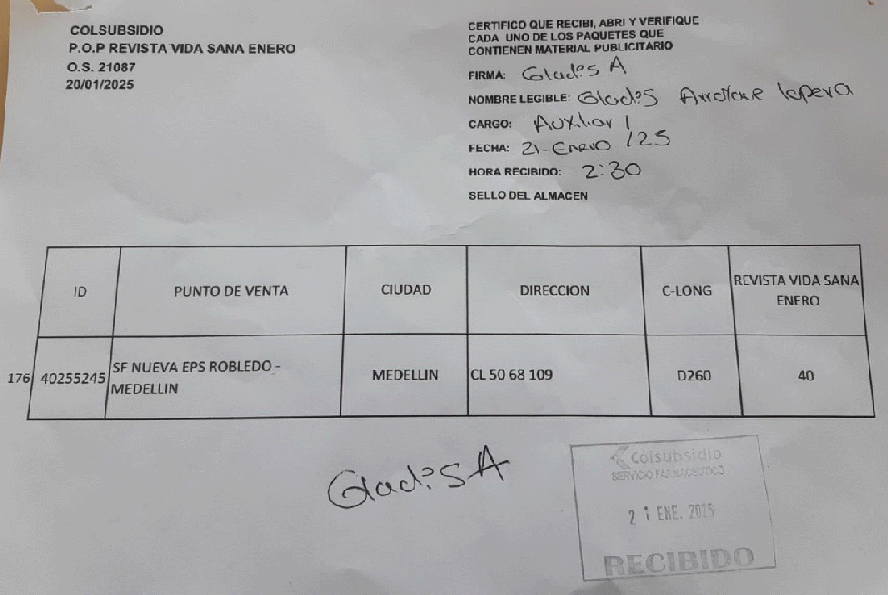 COLSUBSIDIO
P.O.P REVISTA VIDA SANA ENERO
O.S. 21087
20/01/2025
CERTIFICO QUE RECIBI, ABRI Y VERIFIQUE
CADA UNO DE LOS PAQUETES QUE
CONTIENEN MATERIAL PUBLICITARIO
FIRMA: Gladis A
NOMBRE LEGIBLE: Gladis
CARGO: Auxiliar 1
FECHA: 21-Enero /25
HORA RECIBIDO: 2:30
SELLO DEL ALMACEN
ID PUNTO DE VENTA CIUDAD DIRECCION C-LONG REVISTA VIDA SANA
ENERO
176 40255245 SF NUEVA EPS ROBLEDO - MEDELLIN CL 50 68 109 D260 40
MEDELLIN
Gladis A
Colsubsidio
SERVICIO FARMACEUTICO
21 ENE. 2025
RECIBIDO